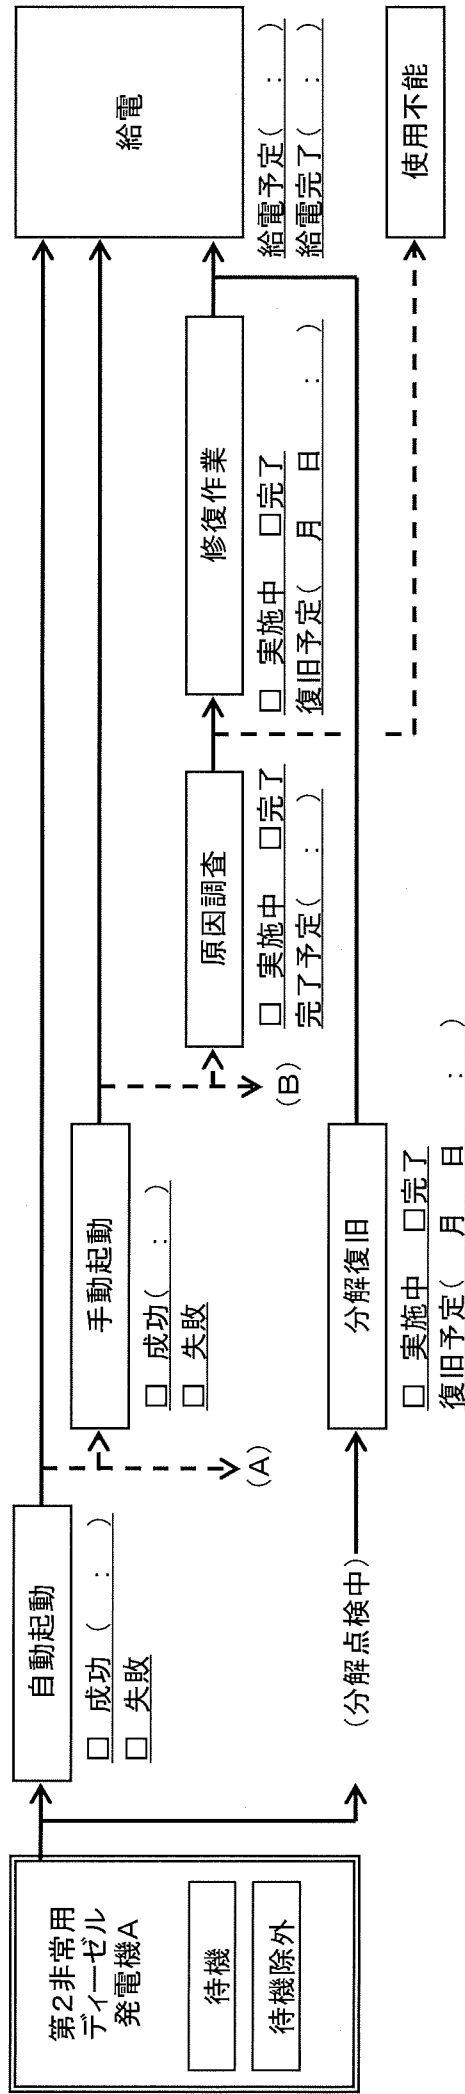 第2非常用
ディーゼル
発電機A
待機
待機除外
自動起動
□ 成功 (　:　)
□ 失敗
(A)
(分解点検中)
手動起動
□ 成功(　:　)
□ 失敗
(B)
分解復旧
□ 実施中 □完了
復旧予定(　月　日　:　)
原因調査
□ 実施中 □完了
完了予定(　:　)
修復作業
□ 実施中 □完了
復旧予定(　月　日　:　)
給電
給電予定(　:　)
給電完了(　:　)
使用不能